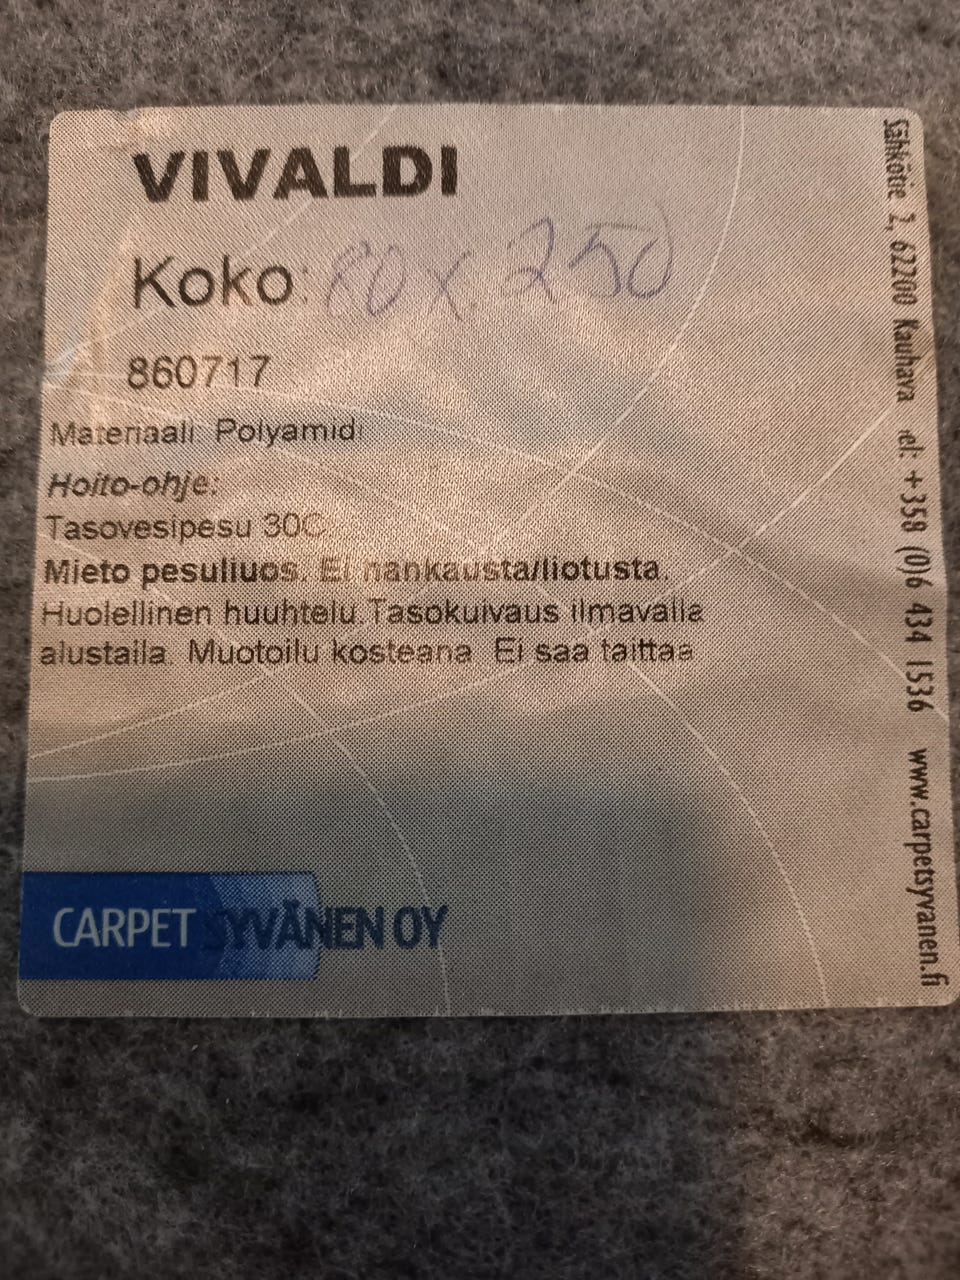 VIVALDI
Koko: 80 x 250
860717
Materiaali: Polyamidi
Hoito-ohje:
Tasovesipesu 30C
Mieto pesuliuos. Ei hankausta/liotusta.
Huolellinen huuhtelu.Tasokuivaus ilmavalla
alustalla. Muotoilu kosteana. Ei saa taittaa
CARPET SYVÄNEN OY
Sähkötie 2, 62200 Kauhava tel: +358 (0)6 434 1536 www.carpetsyvanen.fi